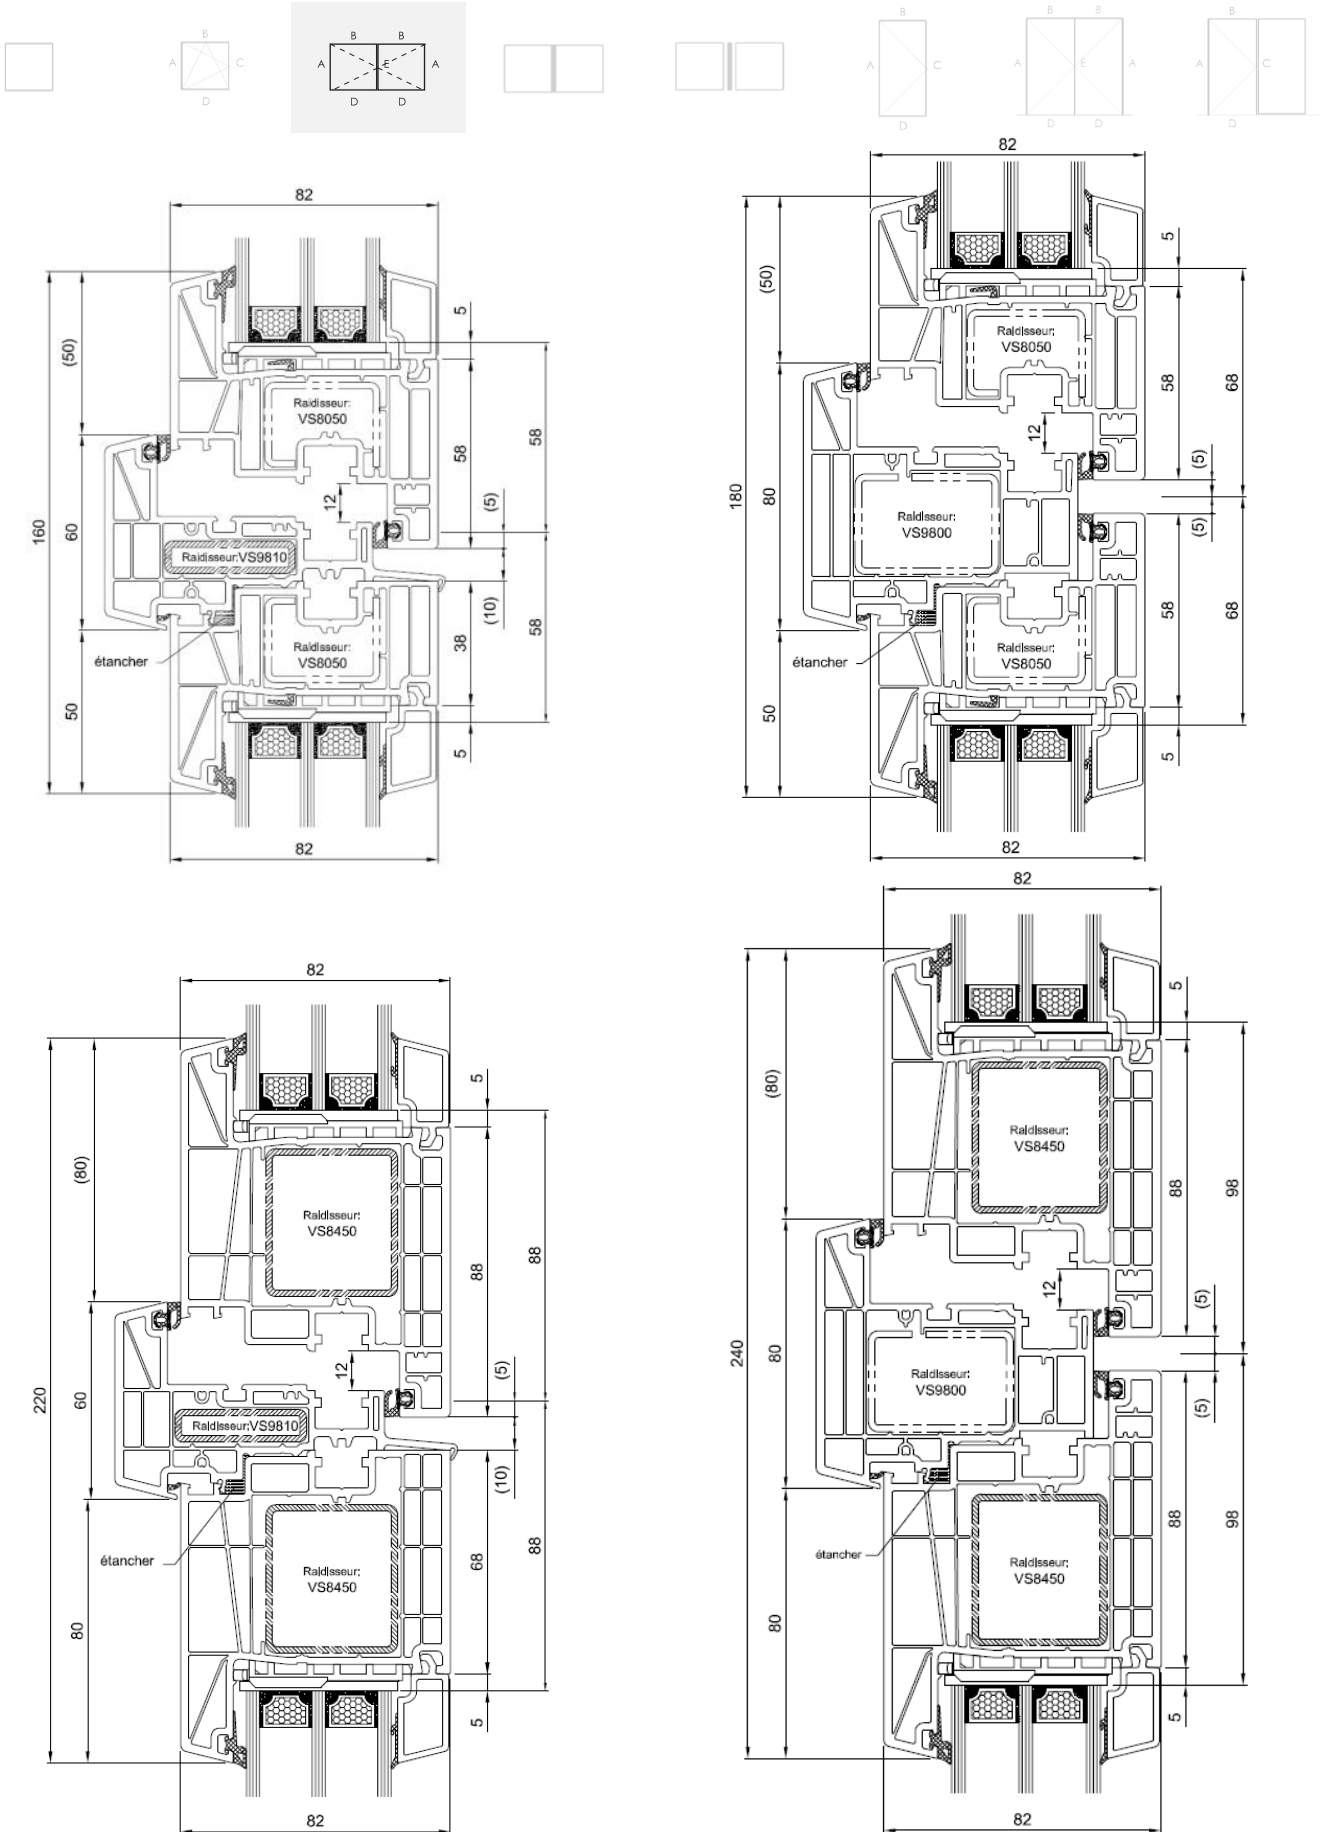 B
A C
D
B B
A E A
D D
B
A C
D
B B
A E A
D D
B
A C
D
82
160
(50)
60
50
5
58
58
(5)
12
(10)
38
58
5
Raidisseur:
VS8050
Raidisseur:VS9810
Raidisseur:
VS8050
étancher
82
82
180
(50)
80
50
5
58
68
12
(5)
(5)
58
68
5
Raidisseur:
VS8050
Raidisseur:
VS9800
Raidisseur:
VS8050
étancher
82
82
220
(80)
60
80
5
88
88
12
(5)
(10)
68
88
5
Raidisseur:
VS8450
Raidisseur:VS9810
Raidisseur:
VS8450
étancher
82
82
240
(80)
80
80
5
88
98
12
(5)
(5)
88
98
5
Raidisseur:
VS8450
Raidisseur:
VS9800
Raidisseur:
VS8450
étancher
82